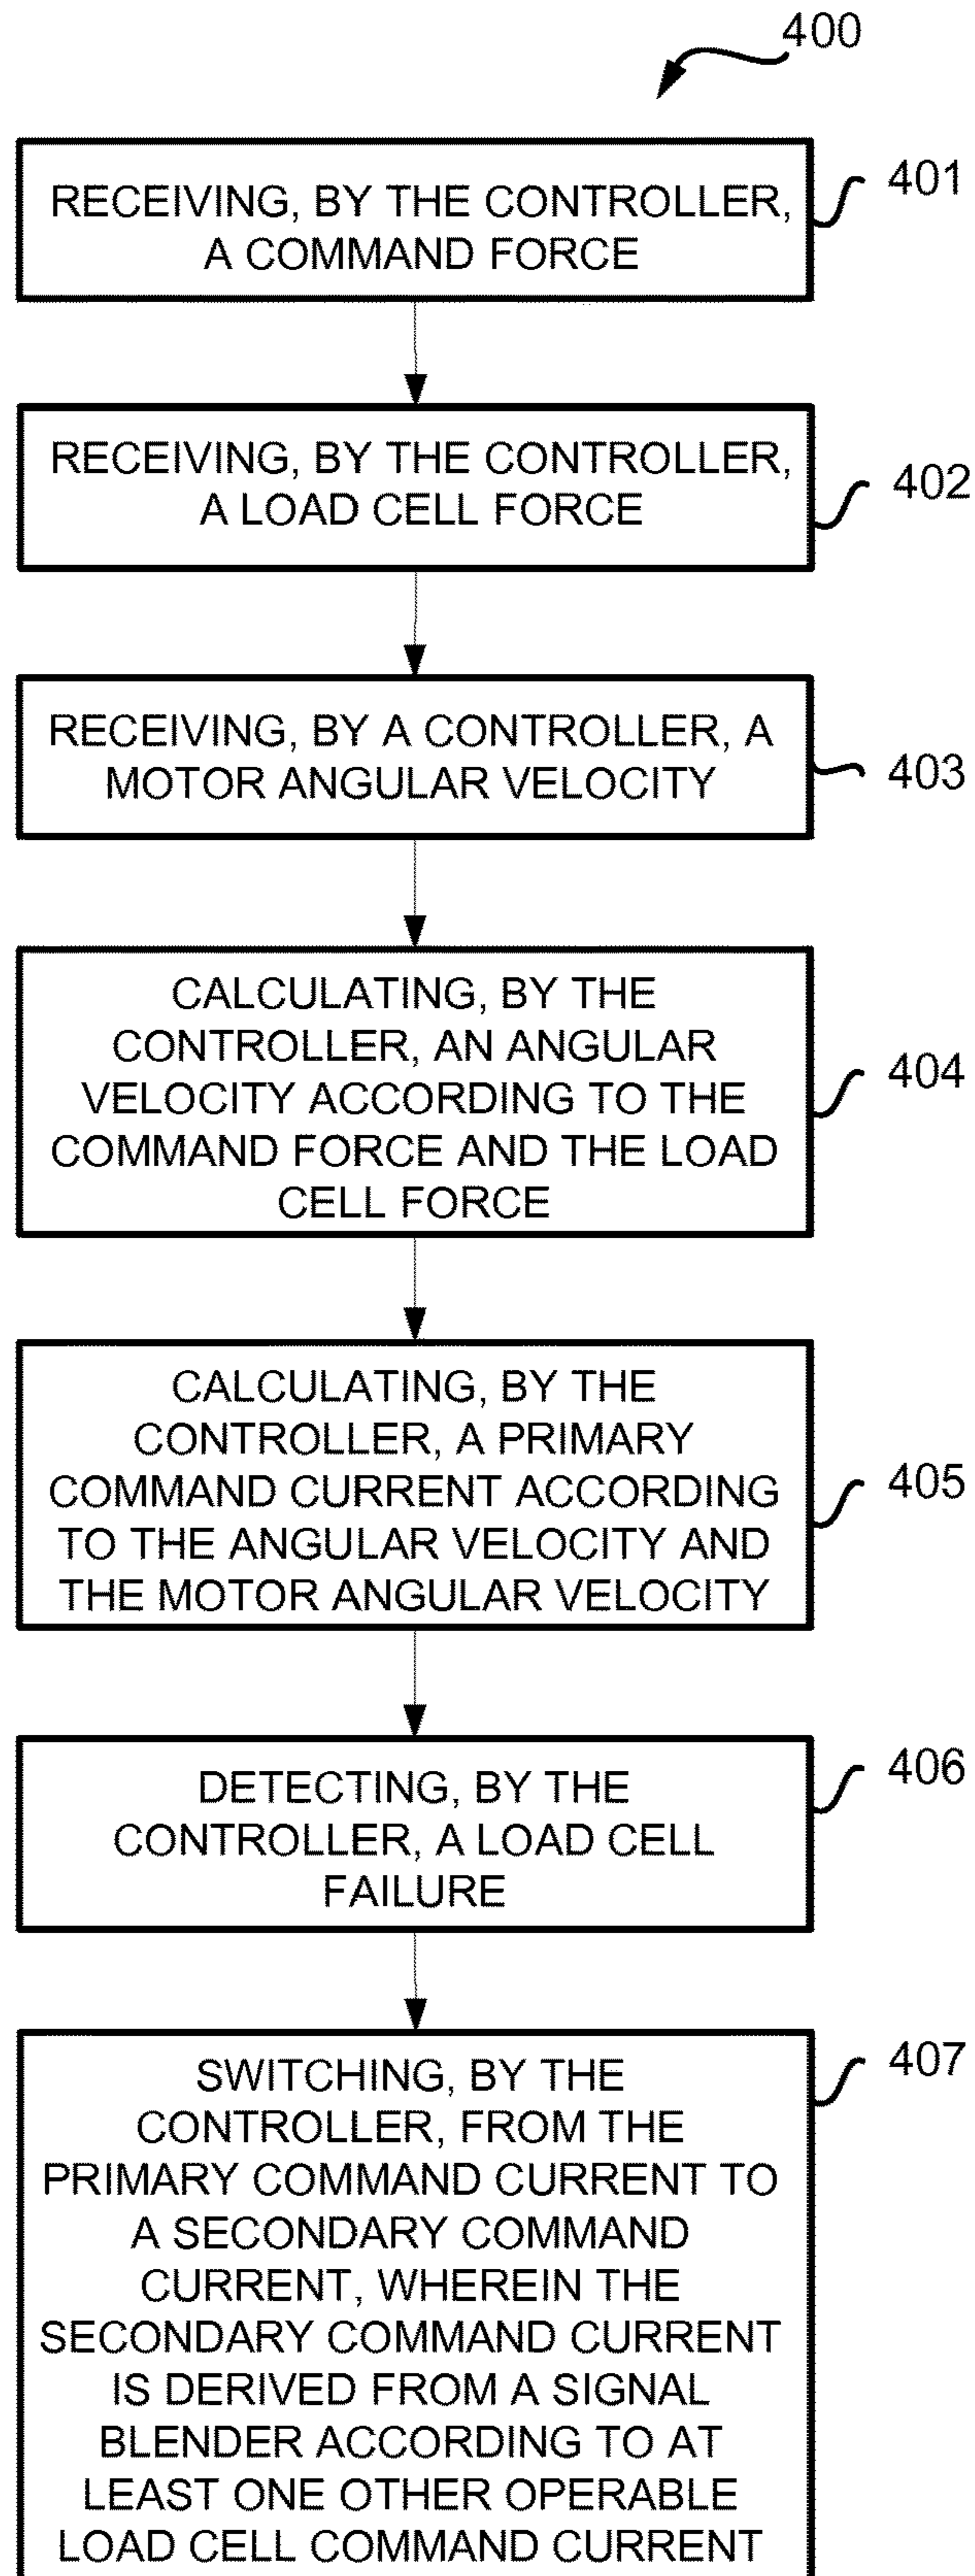 400
RECEIVING, BY THE CONTROLLER,
A COMMAND FORCE
401
RECEIVING, BY THE CONTROLLER,
A LOAD CELL FORCE
402
RECEIVING, BY A CONTROLLER, A
MOTOR ANGULAR VELOCITY
403
CALCULATING, BY THE
CONTROLLER, AN ANGULAR
VELOCITY ACCORDING TO THE
COMMAND FORCE AND THE LOAD
CELL FORCE
404
CALCULATING, BY THE
CONTROLLER, A PRIMARY
COMMAND CURRENT ACCORDING
TO THE ANGULAR VELOCITY AND
THE MOTOR ANGULAR VELOCITY
405
DETECTING, BY THE
CONTROLLER, A LOAD CELL
FAILURE
406
SWITCHING, BY THE
CONTROLLER, FROM THE
PRIMARY COMMAND CURRENT TO
A SECONDARY COMMAND
CURRENT, WHEREIN THE
SECONDARY COMMAND CURRENT
IS DERIVED FROM A SIGNAL
BLENDER ACCORDING TO AT
LEAST ONE OTHER OPERABLE
LOAD CELL COMMAND CURRENT
407